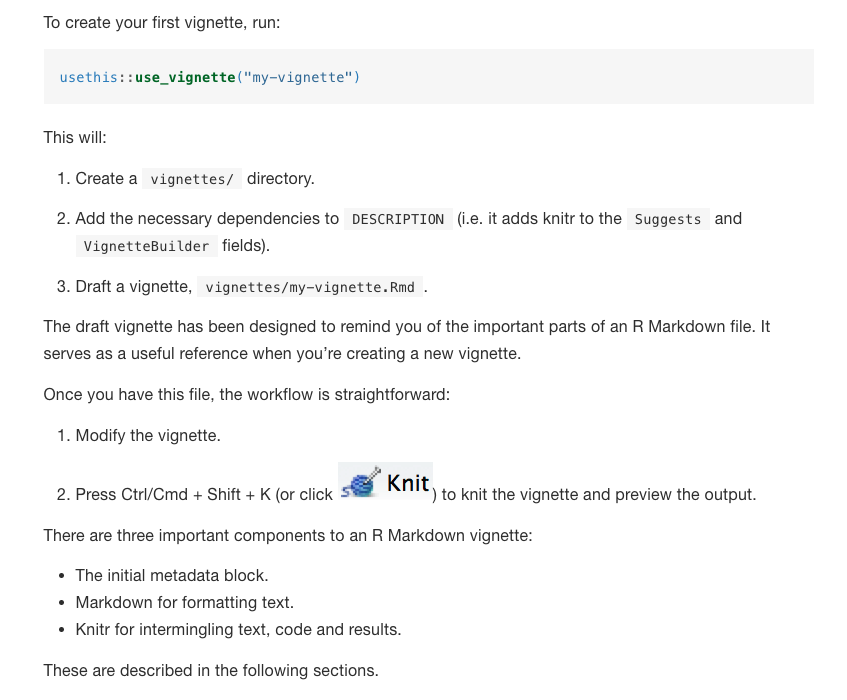 To create your first vignette, run:
usethis::use_vignette("my-vignette")
This will:
1. Create a vignettes/ directory.
2. Add the necessary dependencies to DESCRIPTION (i.e. it adds knitr to the Suggests and
VignetteBuilder fields).
3. Draft a vignette, vignettes/my-vignette.Rmd .
The draft vignette has been designed to remind you of the important parts of an R Markdown file. It
serves as a useful reference when you’re creating a new vignette.
Once you have this file, the workflow is straightforward:
1. Modify the vignette.
2. Press Ctrl/Cmd + Shift + K (or click Knit ) to knit the vignette and preview the output.
There are three important components to an R Markdown vignette:
• The initial metadata block.
• Markdown for formatting text.
• Knitr for intermingling text, code and results.
These are described in the following sections.